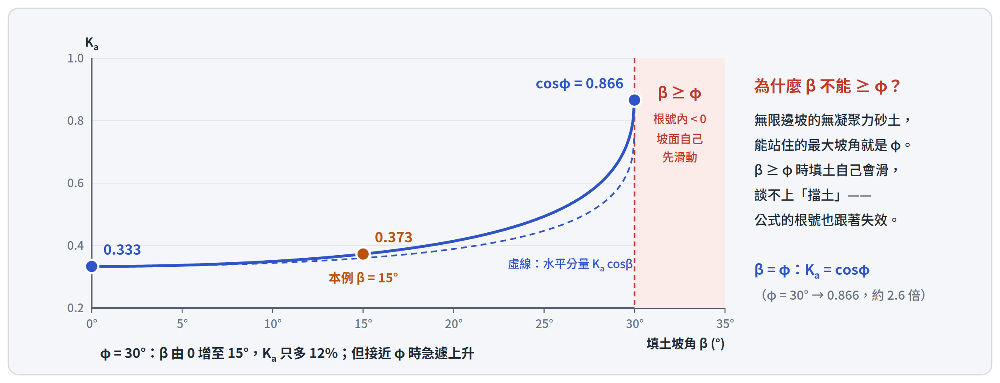 Ka
1.0
0.8
0.6
0.4
0.2
0.333
0.373
本例 β = 15°
cosφ = 0.866
虛線：水平分量 Ka cosβ
β ≥ φ
根號內 < 0
坡面自己
先滑動
0°
5°
10°
15°
20°
25°
30°
35°
填土坡角 β (°)
φ = 30°：β 由 0 增至 15°，Ka 只多 12%；但接近 φ 時急遽上升
為什麼 β 不能 ≥ φ？
無限邊坡的無凝聚力砂土，
能站住的最大坡角就是 φ。
β ≥ φ 時填土自己會滑，
談不上「擋土」——
公式的根號也跟著失效。
β = φ：Ka = cosφ
（φ = 30° → 0.866，約 2.6 倍）